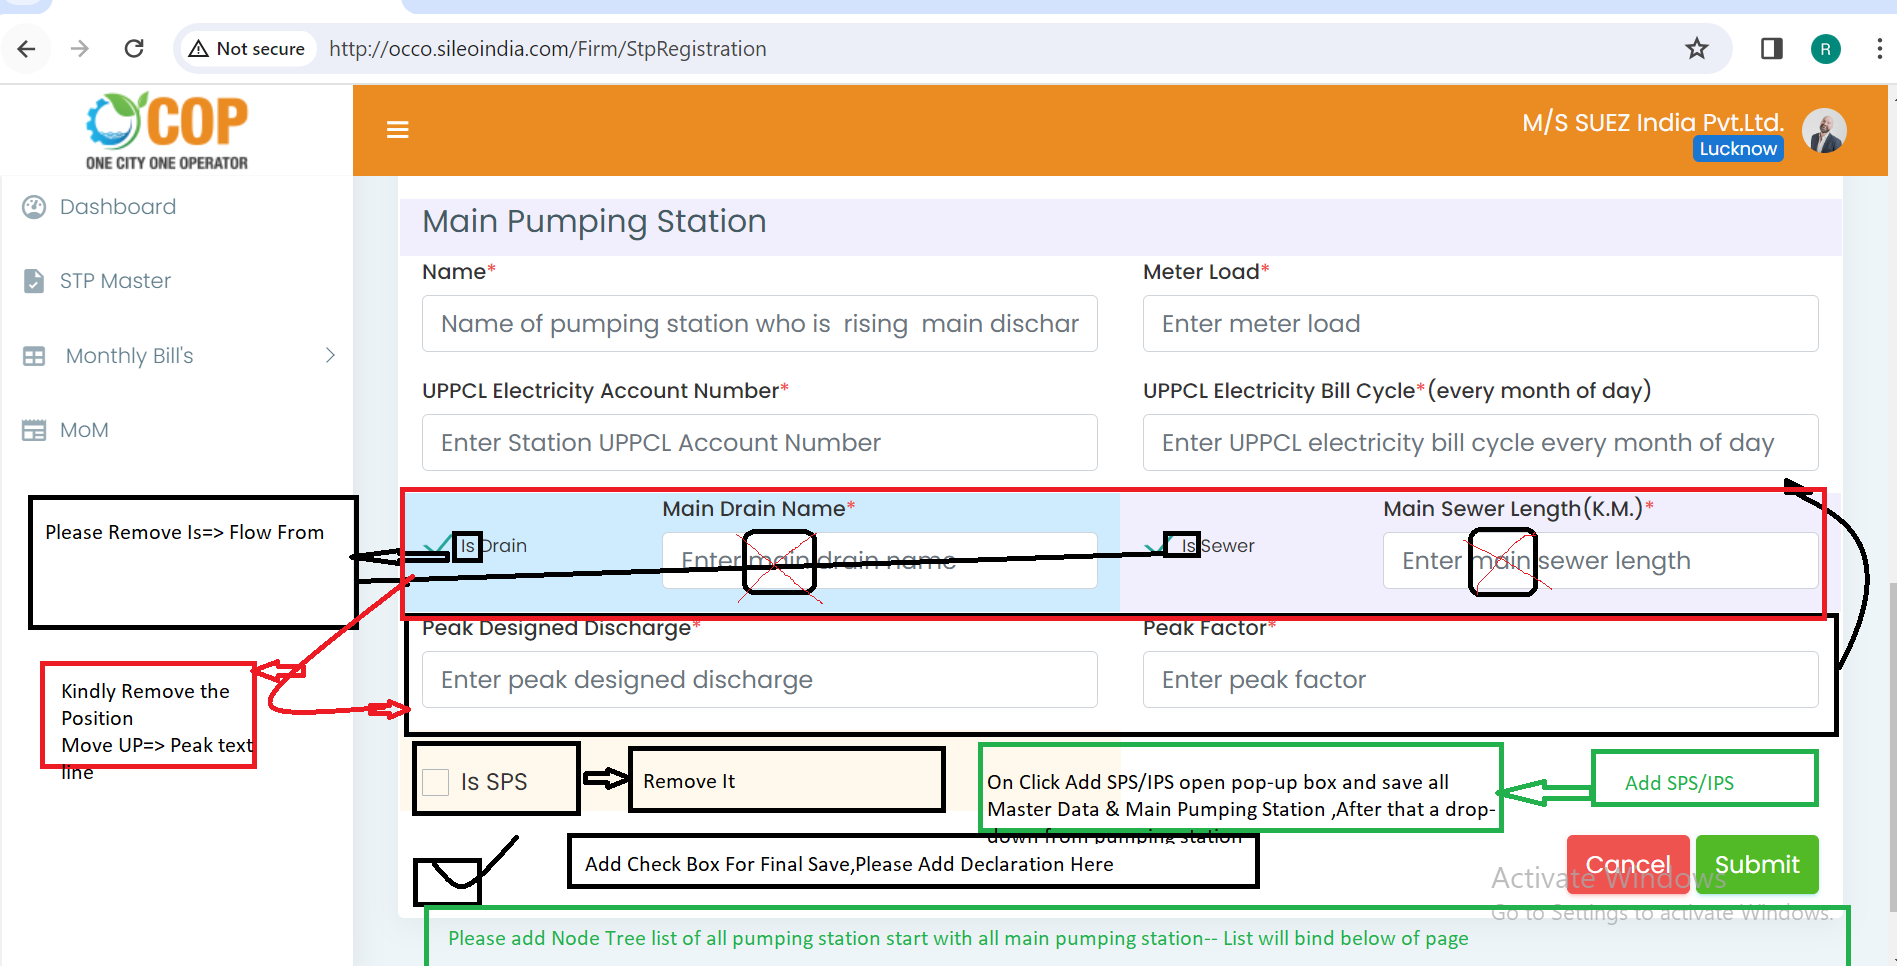 Not secure
http://occo.sileoindia.com/Firm/StpRegistration
R
COP
ONE CITY ONE OPERATOR
M/S SUEZ India Pvt.Ltd.
Lucknow
Dashboard
STP Master
Monthly Bill's
MoM
Main Pumping Station
Name*
Meter Load*
Name of pumping station who is rising main dischar
Enter meter load
UPPCL Electricity Account Number*
UPPCL Electricity Bill Cycle*(every month of day)
Enter Station UPPCL Account Number
Enter UPPCL electricity bill cycle every month of day
Please Remove Is=> Flow From
Is Drain
Main Drain Name*
Enter main drain name
Is Sewer
Main Sewer Length(K.M.)*
Enter main sewer length
Peak Designed Discharge*
Peak Factor*
Enter peak designed discharge
Enter peak factor
Kindly Remove the
Position
Move UP=> Peak text
line
Is SPS
Remove It
On Click Add SPS/IPS open pop-up box and save all
Master Data & Main Pumping Station ,After that a drop-
down from pumping station
Add SPS/IPS
Add Check Box For Final Save,Please Add Declaration Here
Cancel
Submit
Activate Windows
Go to Settings to activate Windows.
Please add Node Tree list of all pumping station start with all main pumping station-- List will bind below of page